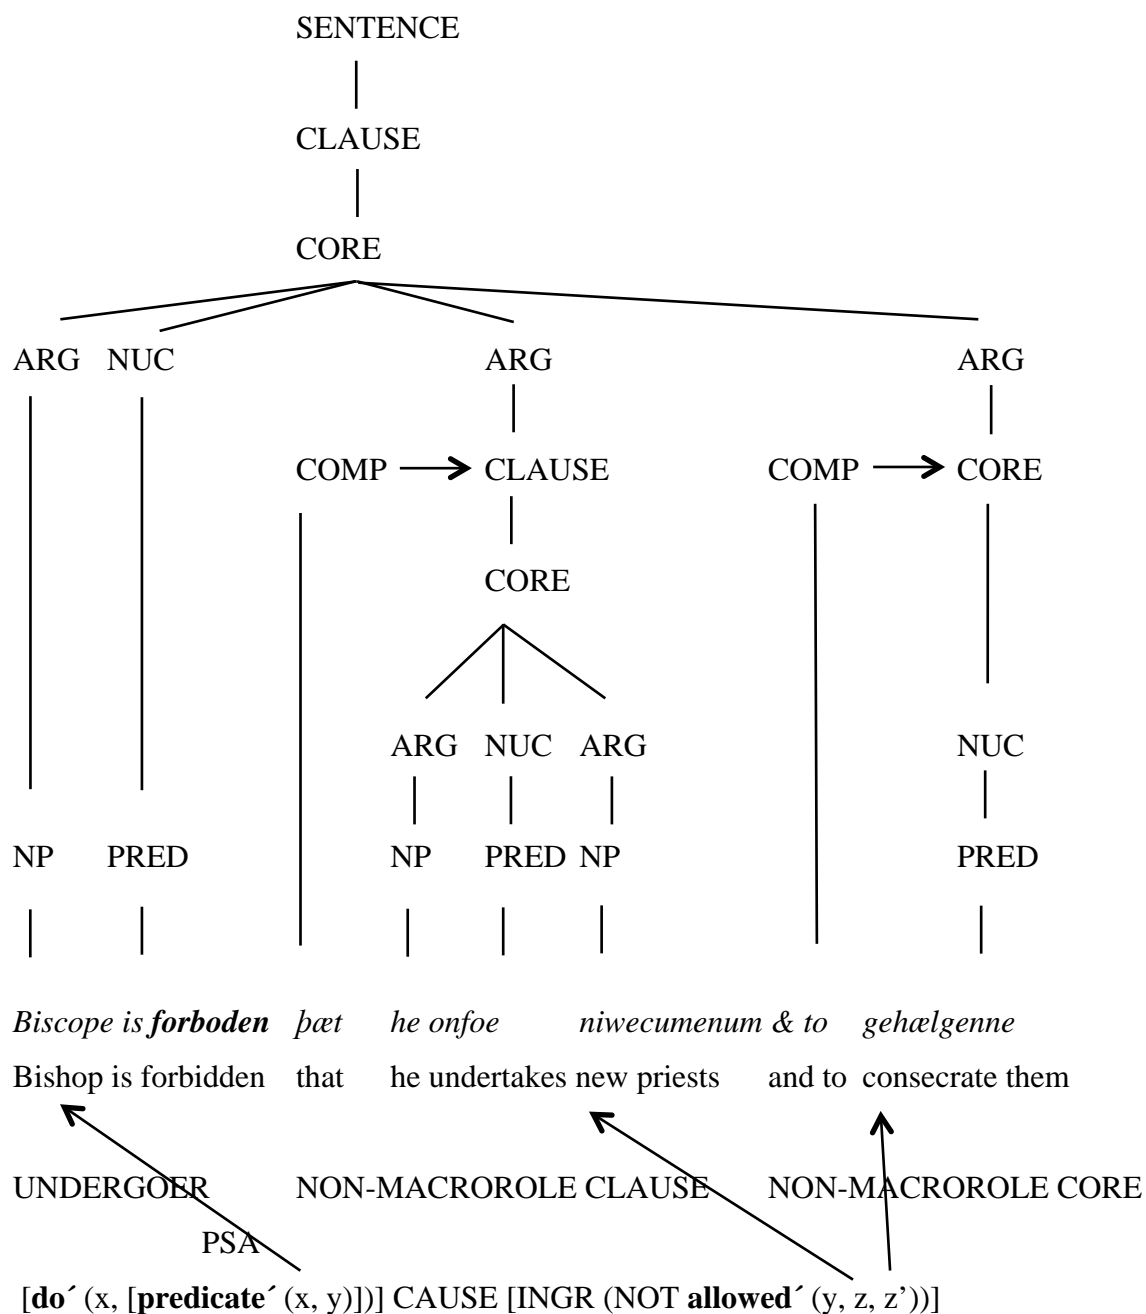 SENTENCE
CLAUSE
CORE
ARG NUC ARG ARG
COMP CLAUSE COMP CORE
CORE
ARG NUC ARG NUC
NP PRED NP PRED NP PRED
Biscope is forboden þæt he onfoe niwecumenum & to gehælgenne
Bishop is forbidden that he undertakes new priests and to consecrate them
UNDERGOER NON-MACROROLE CLAUSE NON-MACROROLE CORE
PSA
[do´ (x, [predicate´ (x, y)])] CAUSE [INGR (NOT allowed´ (y, z, z’))]